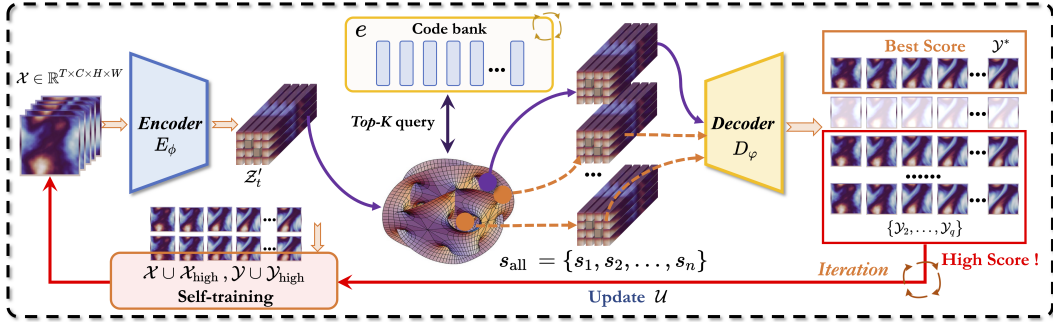 e
Code bank
...
Best Score 𝒴*
𝒳 ∈ ℝ^{T×C×H×W}
...
Encoder
E_ϕ
Top-K query
Decoder
D_φ
𝒵′_t
...
...
......
...
...
{𝒴_2, . . . , 𝒴_q}
s_all = {s_1, s_2, . . . , s_n}
𝒳 ∪ 𝒳_high , 𝒴 ∪ 𝒴_high
Self-training
Iteration
High Score !
Update 𝒰